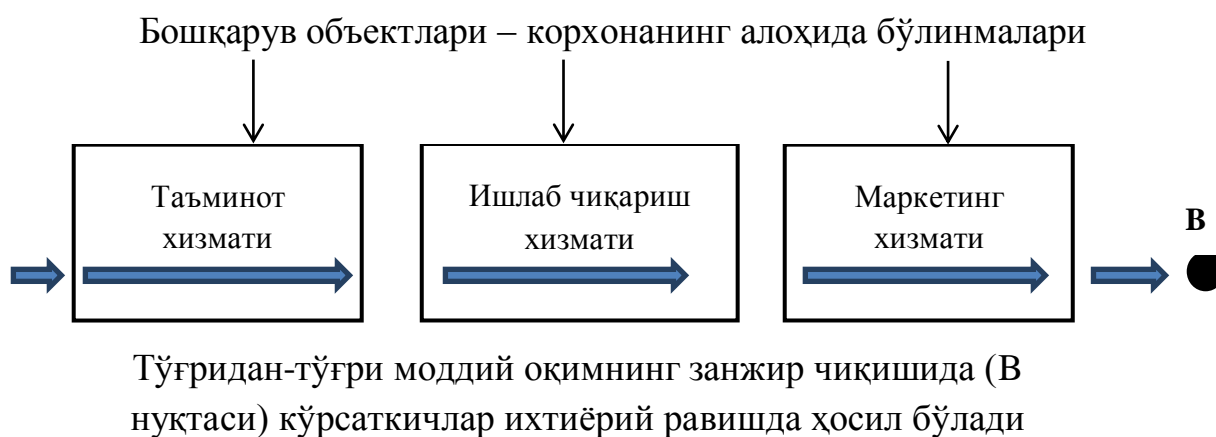 Бошқарув объектлари – корхонанинг алоҳида бўлинмалари
Таъминот
хизмати
Ишлаб чиқариш
хизмати
Маркетинг
хизмати
В
Тўғридан-тўғри моддий оқимнинг занжир чиқишида (В
нуқтаси) кўрсаткичлар ихтиёрий равишда ҳосил бўлади